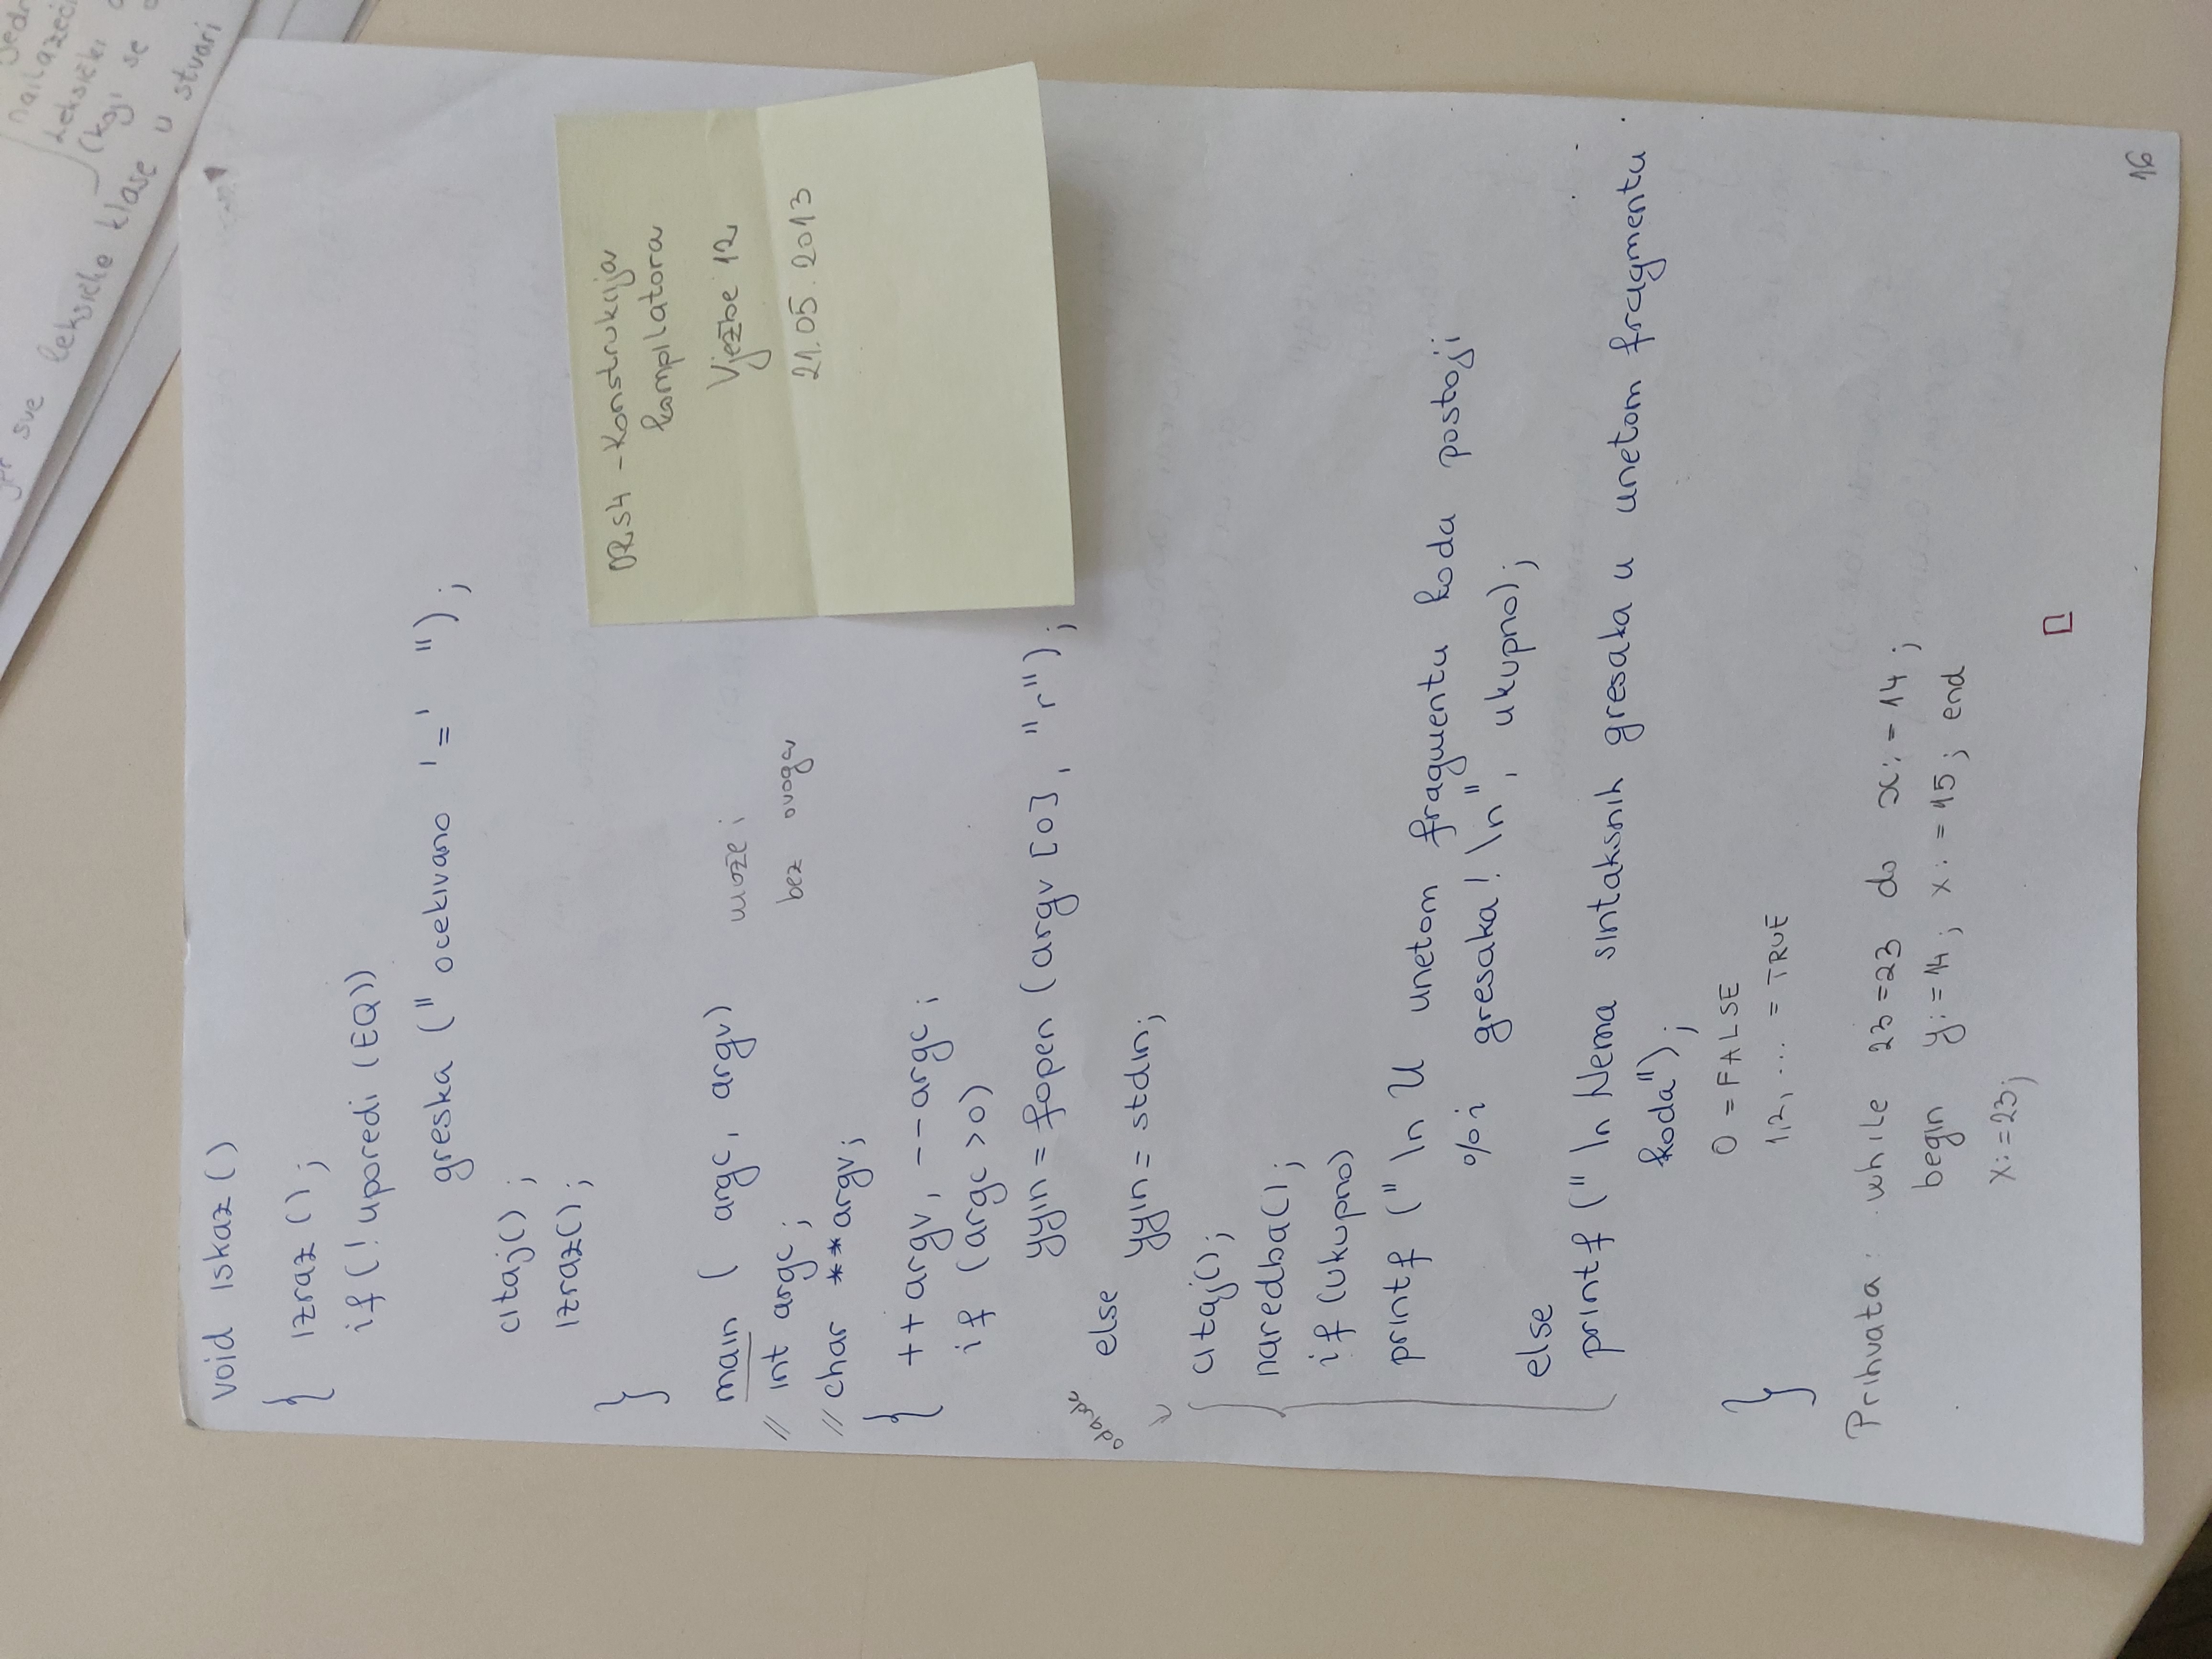 sve leksičke klase u stvari
nailazeći
Leksički
(koji se
void iskaz()
{ izraz();
if(!uporedi(EQ))
greska("ocekivano '=' ");
citaj();
izraz();
}
main (argc, argv) može i
// int argc; bez ovoga
// char **argv;
{ ++argv, --argc;
if (argc >0)
yyin = fopen (argv [0], "r");
else
yyin = stdin;
odavde
citaj();
naredba();
if (ukupno)
printf ("\n U unetom fragmentu koda postoji
%i gresaka! \n", ukupno);
else
printf ("\n Nema sintaksnih gresaka u unetom fragmentu
koda");
0 = FALSE
1,2, ... = TRUE
}
Prihvata: while 23=23 do x:=14;
begin y:=14; x:=15; end
x:=23;
16
ORS4 - Konstrukcija
kompilatora
Vježbe 12
21.05.2013